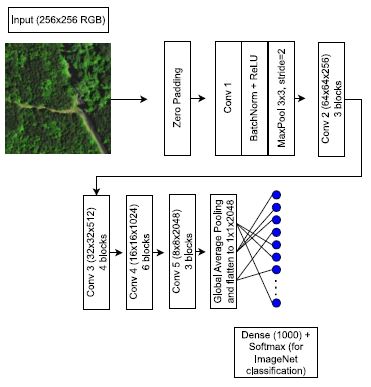 Input (256x256 RGB)
Zero Padding
Conv 1
BatchNorm + ReLU
MaxPool 3x3, stride=2
Conv 2 (64x64x256)
3 blocks
Conv 3 (32x32x512)
4 blocks
Conv 4 (16x16x1024)
6 blocks
Conv 5 (8x8x2048)
3 blocks
Global Average Pooling
and flatten to 1x1x2048
Dense (1000) +
Softmax (for
ImageNet
classification)